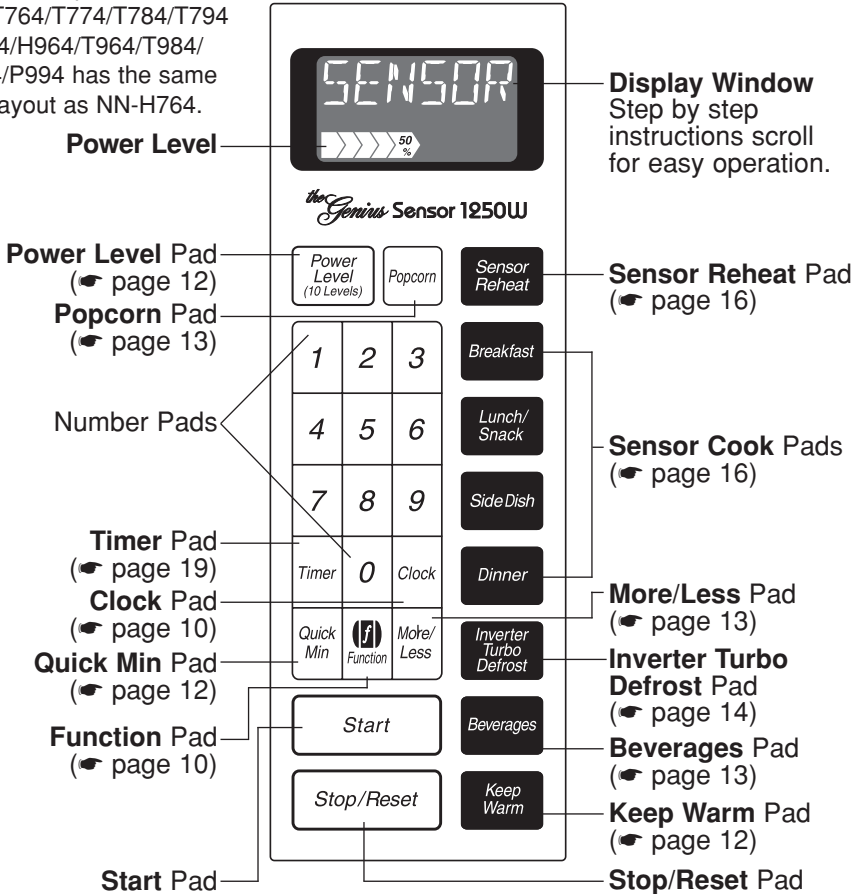 T764/T774/T784/T794
4/H964/T964/T984/
/P994 has the same
layout as NN-H764.
Power Level
SENSOR
50
%
Display Window
Step by step
instructions scroll
for easy operation.
the Genius Sensor 1250W
Power Level Pad
(☛ page 12)
Popcorn Pad
(☛ page 13)
Number Pads
Timer Pad
(☛ page 19)
Clock Pad
(☛ page 10)
Quick Min Pad
(☛ page 12)
Function Pad
(☛ page 10)
Start Pad
Power
Level
(10 Levels)
Popcorn
Sensor
Reheat
1 2 3
Breakfast
4 5 6
Lunch/
Snack
7 8 9
Side Dish
Timer 0 Clock
Dinner
Quick
Min
f
Function
More/
Less
Inverter
Turbo
Defrost
Start
Beverages
Stop/Reset
Keep
Warm
Sensor Reheat Pad
(☛ page 16)
Sensor Cook Pads
(☛ page 16)
More/Less Pad
(☛ page 13)
Inverter Turbo
Defrost Pad
(☛ page 14)
Beverages Pad
(☛ page 13)
Keep Warm Pad
(☛ page 12)
Stop/Reset Pad